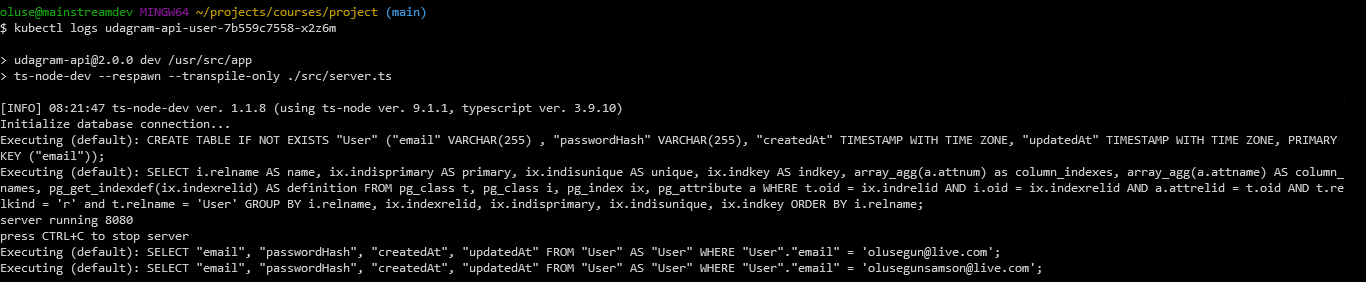 oluse@mainstreamdev MINGW64 ~/projects/courses/project (main)
$ kubectl logs udagram-api-user-7b559c7558-x2z6m
> udagram-api@2.0.0 dev /usr/src/app
> ts-node-dev --respawn --transpile-only ./src/server.ts
[INFO] 08:21:47 ts-node-dev ver. 1.1.8 (using ts-node ver. 9.1.1, typescript ver. 3.9.10)
Initialize database connection...
Executing (default): CREATE TABLE IF NOT EXISTS "User" ("email" VARCHAR(255) , "passwordHash" VARCHAR(255), "createdAt" TIMESTAMP WITH TIME ZONE, "updatedAt" TIMESTAMP WITH TIME ZONE, PRIMARY
KEY ("email"));
Executing (default): SELECT i.relname AS name, ix.indisprimary AS primary, ix.indisunique AS unique, ix.indkey AS indkey, array_agg(a.attnum) as column_indexes, array_agg(a.attname) AS column_
names, pg_get_indexdef(ix.indexrelid) AS definition FROM pg_class t, pg_class i, pg_index ix, pg_attribute a WHERE t.oid = ix.indrelid AND i.oid = ix.indexrelid AND a.attrelid = t.oid AND t.re
lkind = 'r' and t.relname = 'User' GROUP BY i.relname, ix.indexrelid, ix.indisprimary, ix.indisunique, ix.indkey ORDER BY i.relname;
server running 8080
press CTRL+C to stop server
Executing (default): SELECT "email", "passwordHash", "createdAt", "updatedAt" FROM "User" AS "User" WHERE "User"."email" = 'olusegun@live.com';
Executing (default): SELECT "email", "passwordHash", "createdAt", "updatedAt" FROM "User" AS "User" WHERE "User"."email" = 'olusegunsamson@live.com';